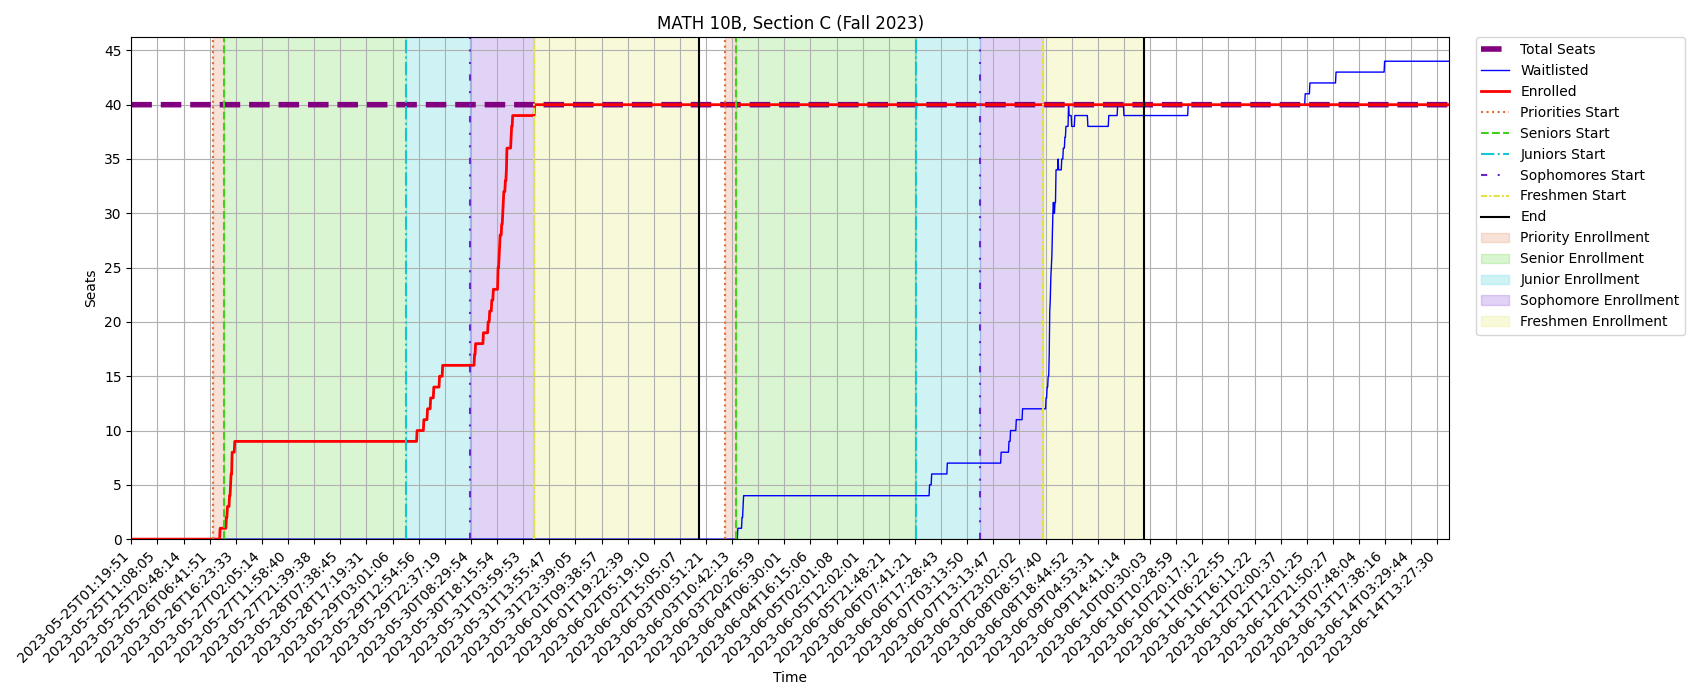 MATH 10B, Section C (Fall 2023)
Seats
45
40
35
30
25
20
15
10
5
0
2023-05-25T01:19:51
2023-05-25T11:08:05
2023-05-25T20:48:14
2023-05-26T06:41:51
2023-05-26T16:23:33
2023-05-27T02:05:14
2023-05-27T11:58:40
2023-05-27T21:39:38
2023-05-28T07:38:45
2023-05-28T17:19:31
2023-05-29T03:01:06
2023-05-29T12:54:56
2023-05-29T22:37:19
2023-05-30T08:29:54
2023-05-30T18:15:54
2023-05-31T03:59:53
2023-05-31T13:55:47
2023-05-31T23:39:05
2023-06-01T09:38:57
2023-06-01T19:22:39
2023-06-02T05:19:10
2023-06-02T15:05:07
2023-06-03T00:51:21
2023-06-03T10:42:13
2023-06-03T20:26:59
2023-06-04T06:30:01
2023-06-04T16:15:06
2023-06-05T02:01:08
2023-06-05T12:02:01
2023-06-05T21:48:21
2023-06-06T07:41:21
2023-06-06T17:28:43
2023-06-07T03:13:50
2023-06-07T13:13:47
2023-06-07T23:02:02
2023-06-08T08:57:40
2023-06-08T18:44:52
2023-06-09T04:53:31
2023-06-09T14:41:14
2023-06-10T00:30:03
2023-06-10T10:28:59
2023-06-10T20:17:12
2023-06-11T06:22:55
2023-06-11T16:11:22
2023-06-12T02:00:37
2023-06-12T12:01:25
2023-06-12T21:50:27
2023-06-13T07:48:04
2023-06-13T17:38:16
2023-06-14T03:29:44
2023-06-14T13:27:30
Time
Total Seats
Waitlisted
Enrolled
Priorities Start
Seniors Start
Juniors Start
Sophomores Start
Freshmen Start
End
Priority Enrollment
Senior Enrollment
Junior Enrollment
Sophomore Enrollment
Freshmen Enrollment